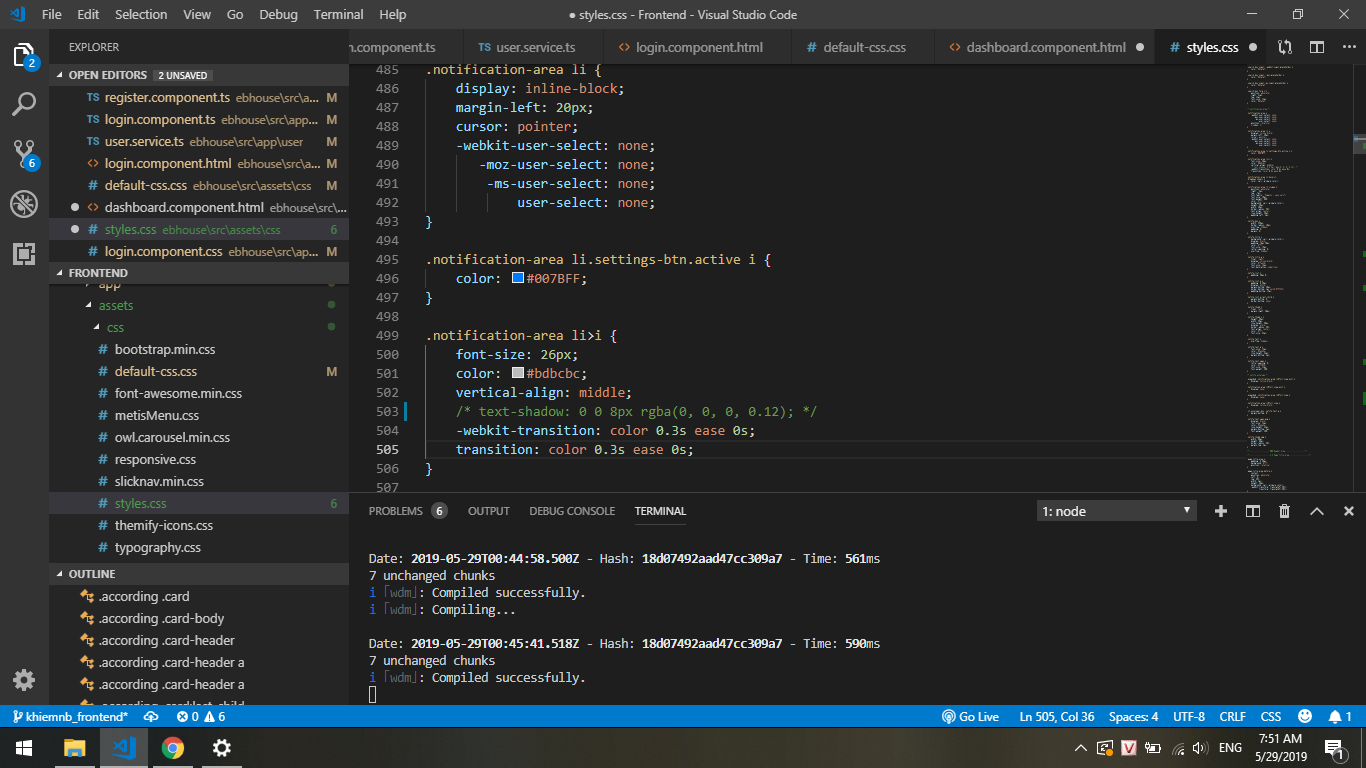 File Edit Selection View Go Debug Terminal Help
● styles.css - Frontend - Visual Studio Code
EXPLORER
OPEN EDITORS 2 UNSAVED
TS register.component.ts ebhouse\src\a... M
TS login.component.ts ebhouse\src\app... M
TS user.service.ts ebhouse\src\app\user M
<> login.component.html ebhouse\src\a... M
# default-css.css ebhouse\src\assets\css M
● <> dashboard.component.html ebhouse\src\...
● # styles.css ebhouse\src\assets\css 6
# login.component.css ebhouse\src\ap... M
FRONTEND
app
assets
css
# bootstrap.min.css
# default-css.css M
# font-awesome.min.css
# metisMenu.css
# owl.carousel.min.css
# responsive.css
# slicknav.min.css
# styles.css 6
# themify-icons.css
# typography.css
OUTLINE
.according .card
.according .card-body
.according .card-header
.according .card-header a
.according .card-header a
2
6
n.component.ts
TS user.service.ts
<> login.component.html
# default-css.css
<> dashboard.component.html ●
# styles.css ●
485 .notification-area li {
486 display: inline-block;
487 margin-left: 20px;
488 cursor: pointer;
489 -webkit-user-select: none;
490 -moz-user-select: none;
491 -ms-user-select: none;
492 user-select: none;
493 }
494
495 .notification-area li.settings-btn.active i {
496 color: #007BFF;
497 }
498
499 .notification-area li>i {
500 font-size: 26px;
501 color: #bdbcbc;
502 vertical-align: middle;
503 /* text-shadow: 0 0 8px rgba(0, 0, 0, 0.12); */
504 -webkit-transition: color 0.3s ease 0s;
505 transition: color 0.3s ease 0s;
506 }
507
PROBLEMS 6 OUTPUT DEBUG CONSOLE TERMINAL
1: node
Date: 2019-05-29T00:44:58.500Z - Hash: 18d07492aad47cc309a7 - Time: 561ms
7 unchanged chunks
i ｢wdm｣: Compiled successfully.
i ｢wdm｣: Compiling...
Date: 2019-05-29T00:45:41.518Z - Hash: 18d07492aad47cc309a7 - Time: 590ms
7 unchanged chunks
i ｢wdm｣: Compiled successfully.
khiemnb_frontend* 0 6
Go Live Ln 505, Col 36 Spaces: 4 UTF-8 CRLF CSS 1
V ENG
7:51 AM
5/29/2019
1